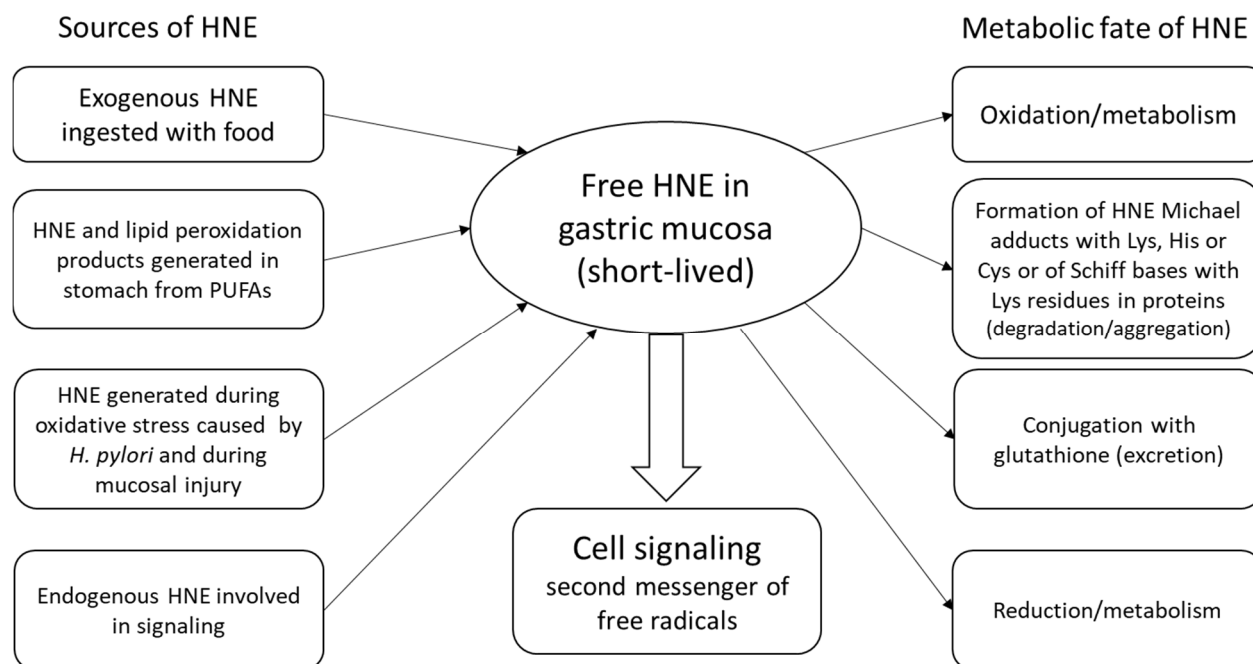 Sources of HNE
Exogenous HNE
ingested with food
HNE and lipid peroxidation
products generated in
stomach from PUFAs
HNE generated during
oxidative stress caused by
H. pylori and during
mucosal injury
Endogenous HNE involved
in signaling
Free HNE in
gastric mucosa
(short-lived)
Cell signaling
second messenger of
free radicals
Metabolic fate of HNE
Oxidation/metabolism
Formation of HNE Michael
adducts with Lys, His or
Cys or of Schiff bases with
Lys residues in proteins
(degradation/aggregation)
Conjugation with
glutathione (excretion)
Reduction/metabolism